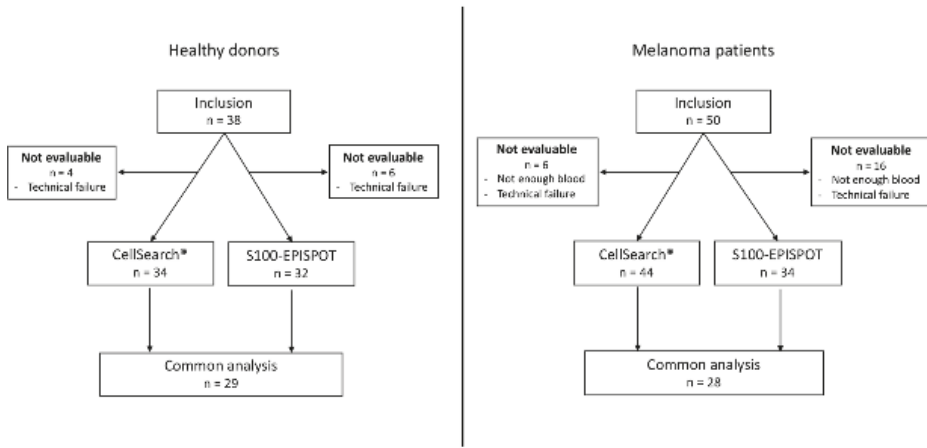 Healthy donors
Inclusion
n = 38
Not evaluable
n = 4
- Technical failure
Not evaluable
n = 6
- Technical failure
CellSearch®
n = 34
S100-EPISPOT
n = 32
Common analysis
n = 29
Melanoma patients
Inclusion
n = 50
Not evaluable
n = 6
- Not enough blood
- Technical failure
Not evaluable
n = 16
- Not enough blood
- Technical failure
CellSearch®
n = 44
S100-EPISPOT
n = 34
Common analysis
n = 28